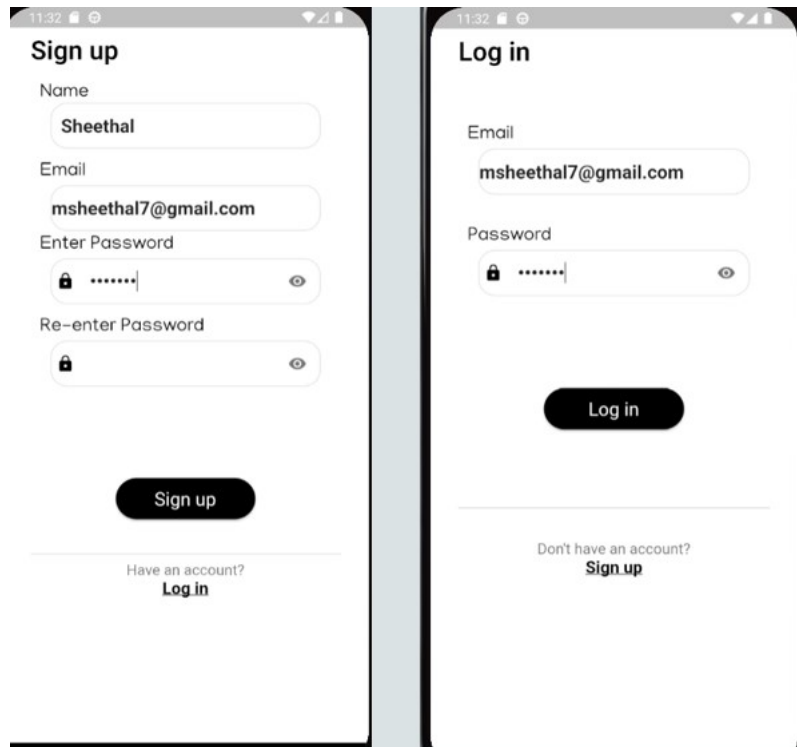 11:32
Sign up
Name
Sheethal
Email
msheethal7@gmail.com
Enter Password
•••••••
Re-enter Password
Sign up
Have an account?
Log in
11:32
Log in
Email
msheethal7@gmail.com
Password
•••••••
Log in
Don't have an account?
Sign up